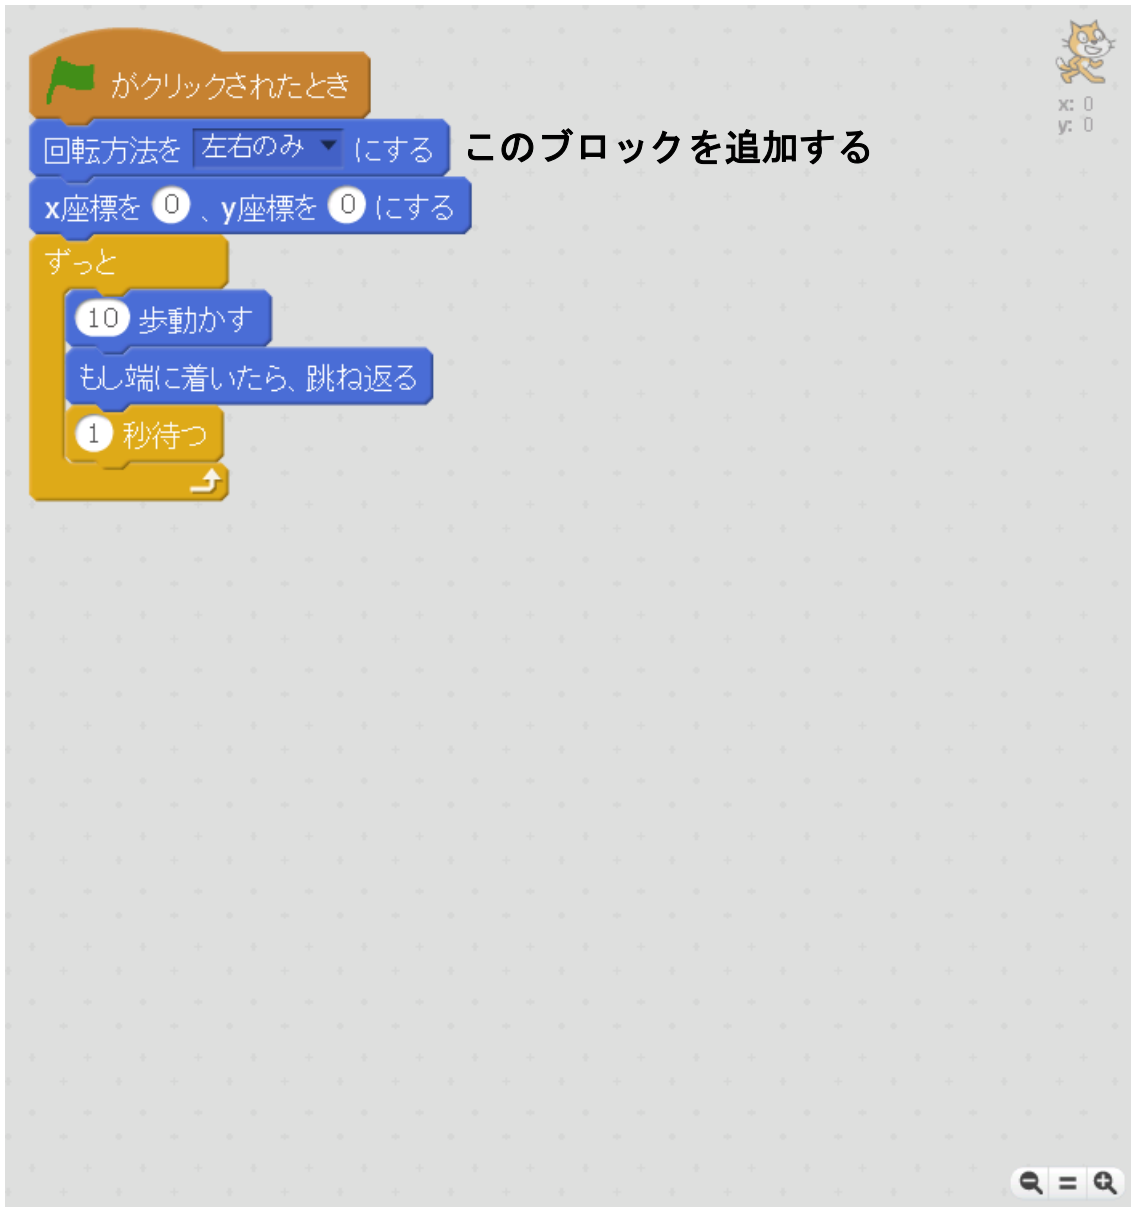 がクリックされたとき
x: 0
y: 0
回転方法を 左右のみ にする このブロックを追加する
x座標を 0 、y座標を 0 にする
ずっと
10 歩動かす
もし端に着いたら、跳ね返る
1 秒待つ